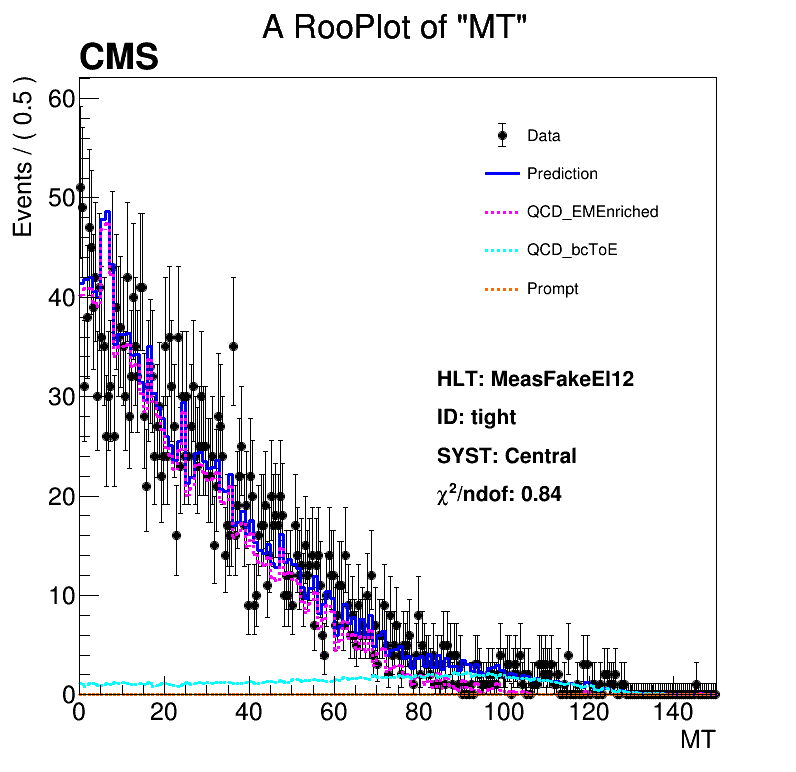 A RooPlot of "MT"
CMS
Events / ( 0.5 )
60
50
40
30
20
10
0
Data
Prediction
QCD_EMEnriched
QCD_bcToE
Prompt
HLT: MeasFakeEl12
ID: tight
SYST: Central
χ²/ndof: 0.84
0 20 40 60 80 100 120 140
MT